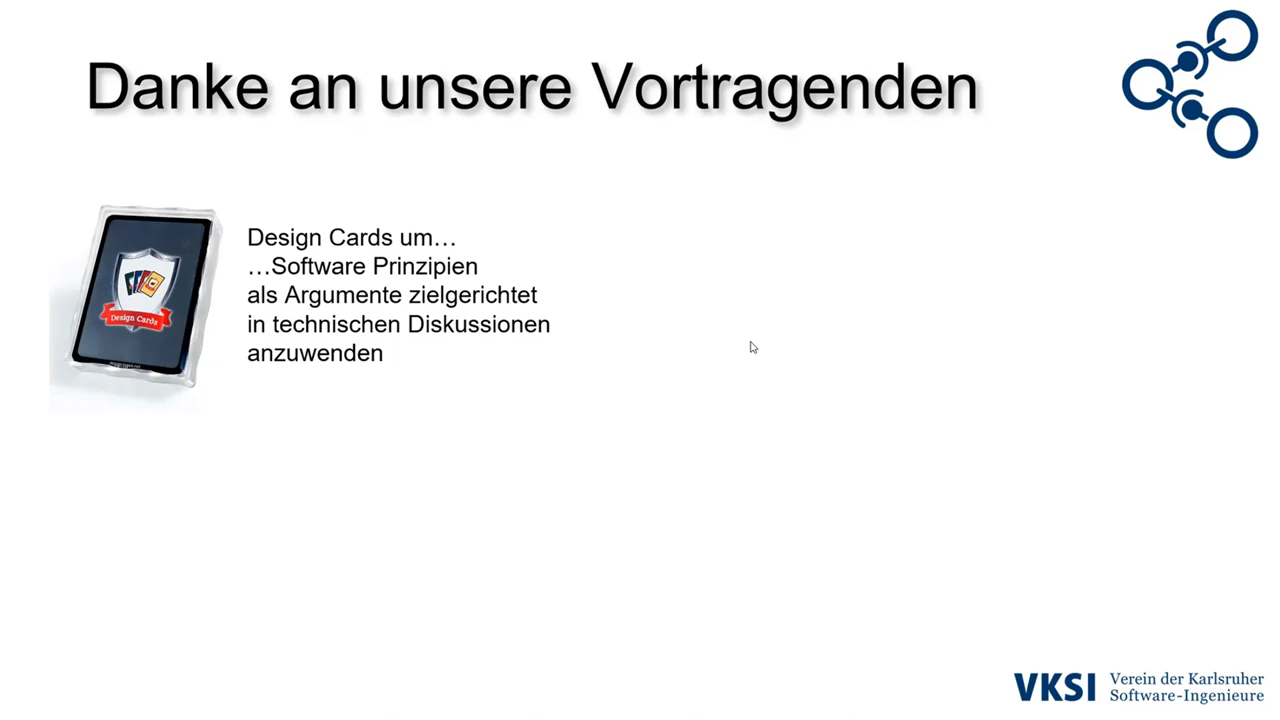 Danke an unsere Vortragenden
Design Cards
Design Cards um…
…Software Prinzipien
als Argumente zielgerichtet
in technischen Diskussionen
anzuwenden
VKSI
Verein der Karlsruher
Software-Ingenieure